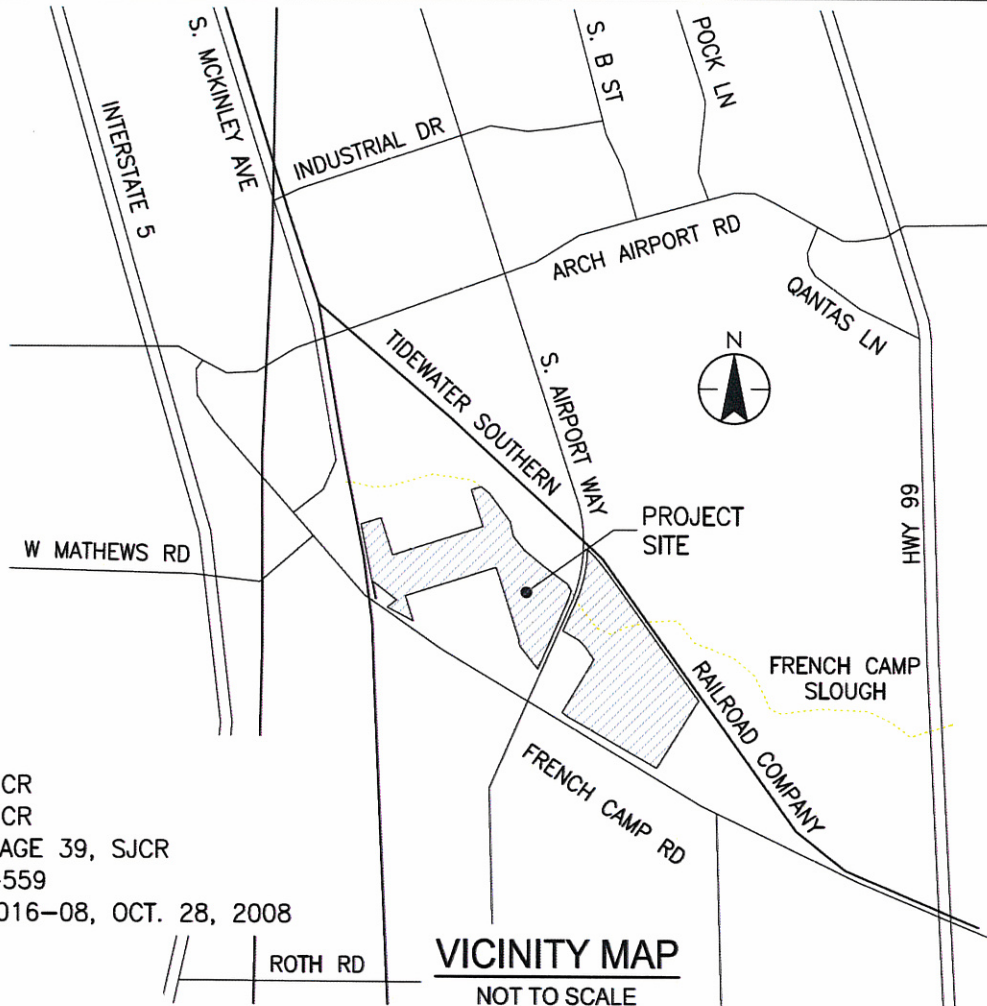 S. MCKINLEY AVE
S. B ST
POCK LN
INTERSTATE 5
INDUSTRIAL DR
ARCH AIRPORT RD
QANTAS LN
TIDEWATER SOUTHERN
S. AIRPORT WAY
N
HWY 99
PROJECT
SITE
W MATHEWS RD
FRENCH CAMP
SLOUGH
RAILROAD COMPANY
FRENCH CAMP RD
CR
CR
AGE 39, SJCR
-559
016-08, OCT. 28, 2008
ROTH RD
VICINITY MAP
NOT TO SCALE